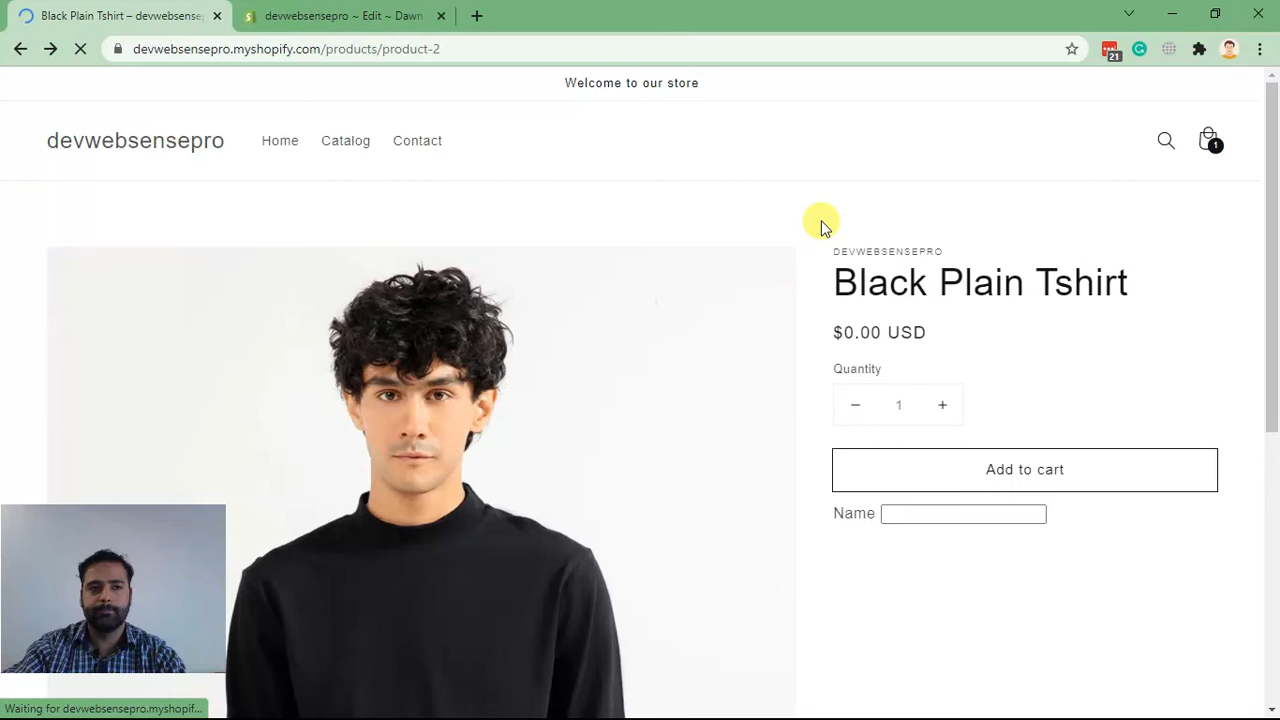 Black Plain Tshirt – devwebsense
devwebsensepro ~ Edit ~ Dawn
devwebsensepro.myshopify.com/products/product-2
21
Welcome to our store
devwebsensepro
Home
Catalog
Contact
1
DEVWEBSENSEPRO
Black Plain Tshirt
$0.00 USD
Quantity
− 1 +
Add to cart
Name
Waiting for devwebsensepro.myshopif...